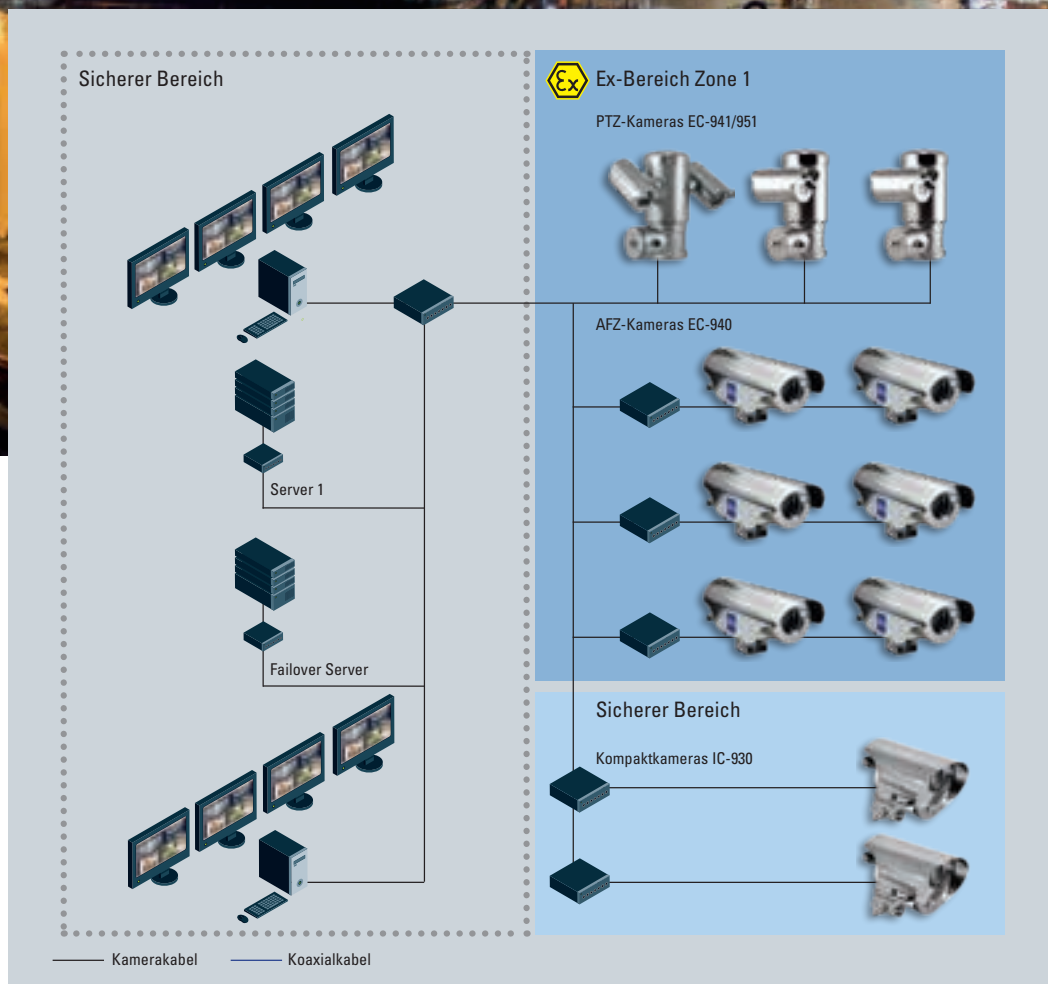 Sicherer Bereich
Ex
Ex-Bereich Zone 1
PTZ-Kameras EC-941/951
AFZ-Kameras EC-940
Server 1
Failover Server
Sicherer Bereich
Kompaktkameras IC-930
Kamerakabel
Koaxialkabel